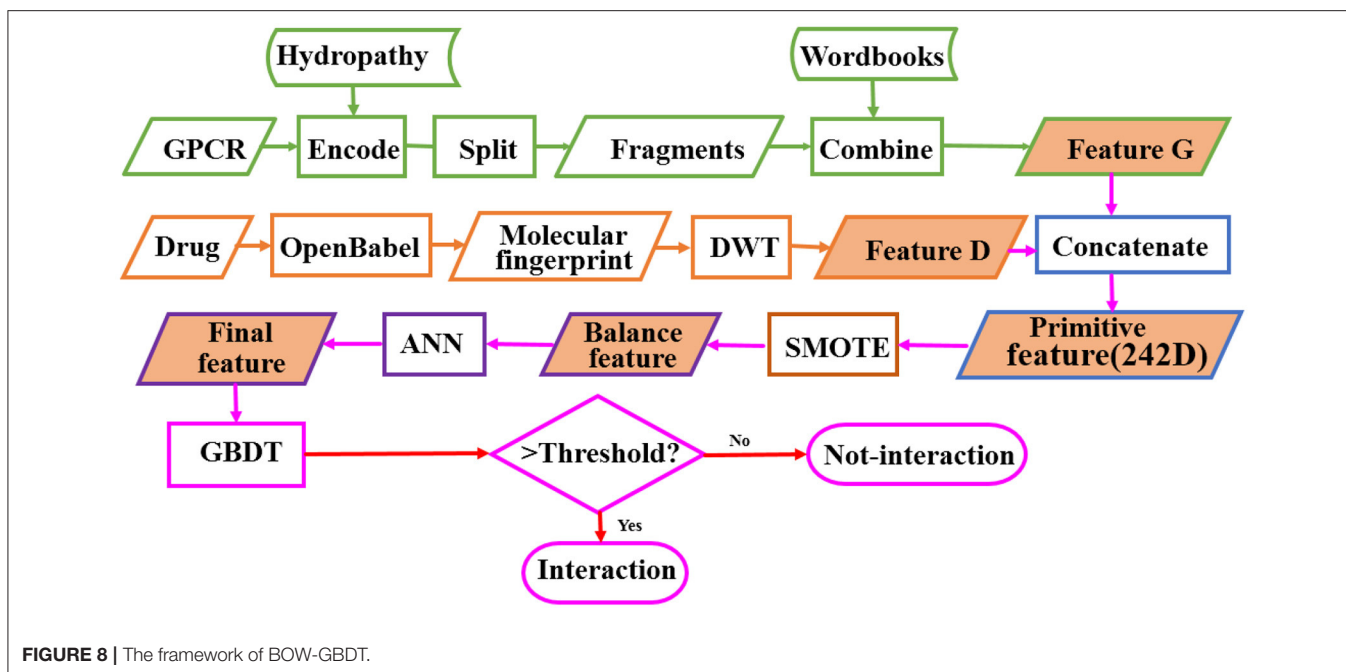 Hydropathy
Wordbooks
GPCR
Encode
Split
Fragments
Combine
Feature G
Drug
OpenBabel
Molecular
fingerprint
DWT
Feature D
Concatenate
Final
feature
ANN
Balance
feature
SMOTE
Primitive
feature(242D)
GBDT
>Threshold?
No
Not-interaction
Yes
Interaction
FIGURE 8 | The framework of BOW-GBDT.